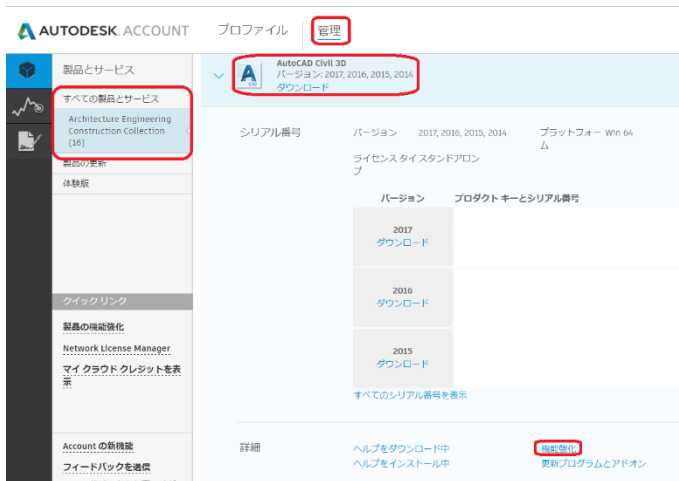 AUTODESK. ACCOUNT
プロファイル
管理
製品とサービス
すべての製品とサービス
Architecture Engineering
Construction Collection
(16)
製品の更新
体験版
クイック リンク
製品の機能強化
Network License Manager
マイ クラウド クレジットを表
示
Account の新機能
フィードバックを送信
AutoCAD Civil 3D
バージョン: 2017, 2016, 2015, 2014
ダウンロード
シリアル番号
バージョン 2017, 2016, 2015, 2014
プラットフォー Win 64
ム
ライセンス タイ スタンドアロン
プ
バージョン プロダクト キーとシリアル番号
2017
ダウンロード
2016
ダウンロード
2015
ダウンロード
すべてのシリアル番号を表示
詳細
ヘルプをダウンロード中
機能強化
ヘルプをインストール中
更新プログラムとアドオン